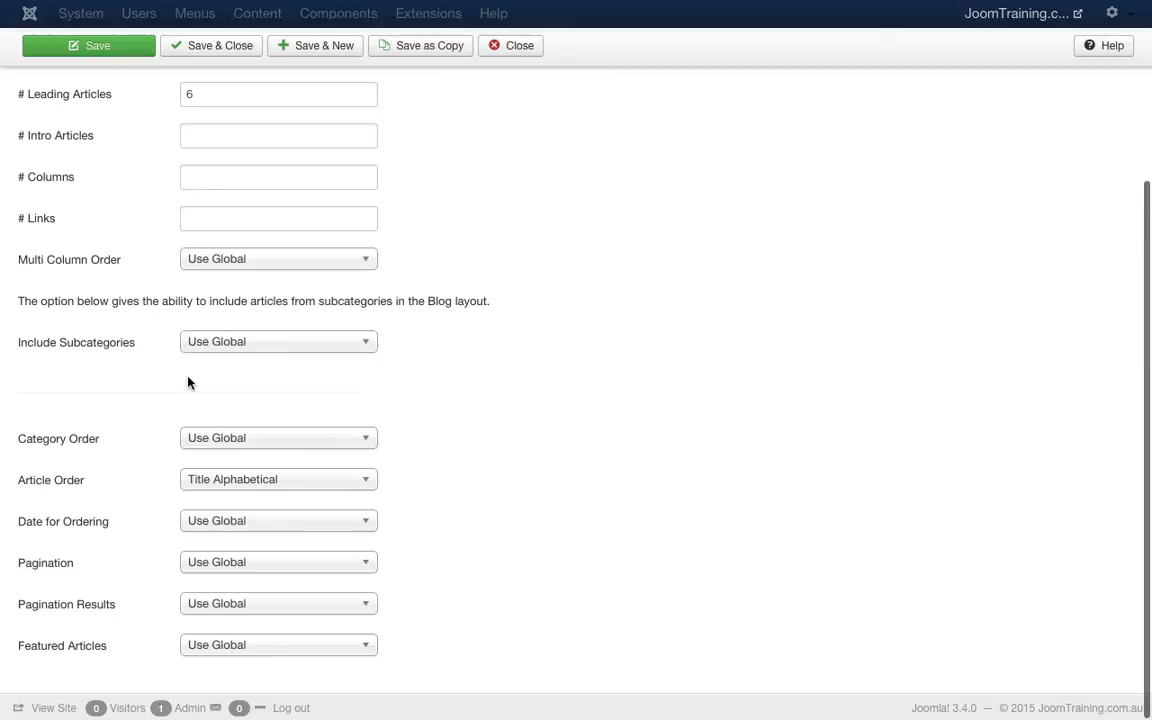 System Users Menus Content Components Extensions Help JoomTraining.c...
Save Save & Close Save & New Save as Copy Close Help
# Leading Articles 6
# Intro Articles
# Columns
# Links
Multi Column Order Use Global
The option below gives the ability to include articles from subcategories in the Blog layout.
Include Subcategories Use Global
Category Order Use Global
Article Order Title Alphabetical
Date for Ordering Use Global
Pagination Use Global
Pagination Results Use Global
Featured Articles Use Global
View Site 0 Visitors 1 Admin 0 Log out Joomla! 3.4.0 — © 2015 JoomTraining.com.au